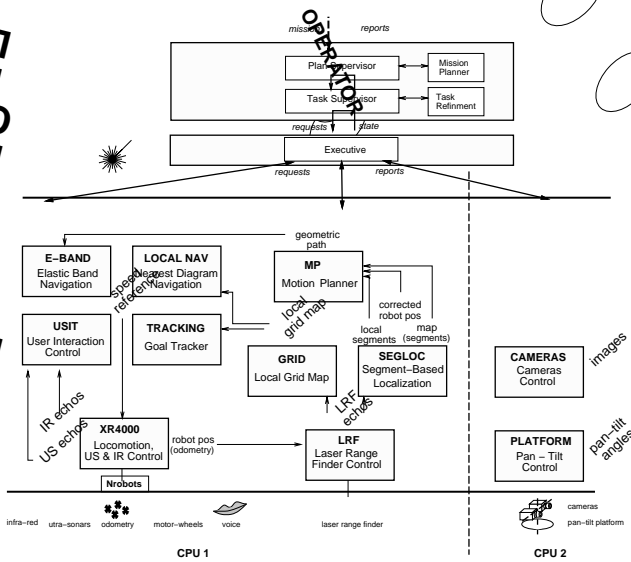 OPERATOR
mission
reports
Plan Supervisor
Mission
Planner
Task Supervisor
Task
Refinment
requests
state
Executive
requests
reports
geometric
path
E-BAND
Elastic Band
Navigation
LOCAL NAV
Nearest Diagram
Navigation
MP
Motion Planner
speed
reference
local
grid map
corrected
robot pos
local
segments
map
(segments)
USIT
User Interaction
Control
TRACKING
Goal Tracker
GRID
Local Grid Map
SEGLOC
Segment-Based
Localization
CAMERAS
Cameras
Control
images
IR echos
US echos
LRF
echos
XR4000
Locomotion,
US & IR Control
robot pos
(odometry)
LRF
Laser Range
Finder Control
PLATFORM
Pan - Tilt
Control
pan-tilt
angles
Nrobots
infra-red
utra-sonars
odometry
motor-wheels
voice
laser range finder
cameras
pan-tilt platform
CPU 1
CPU 2